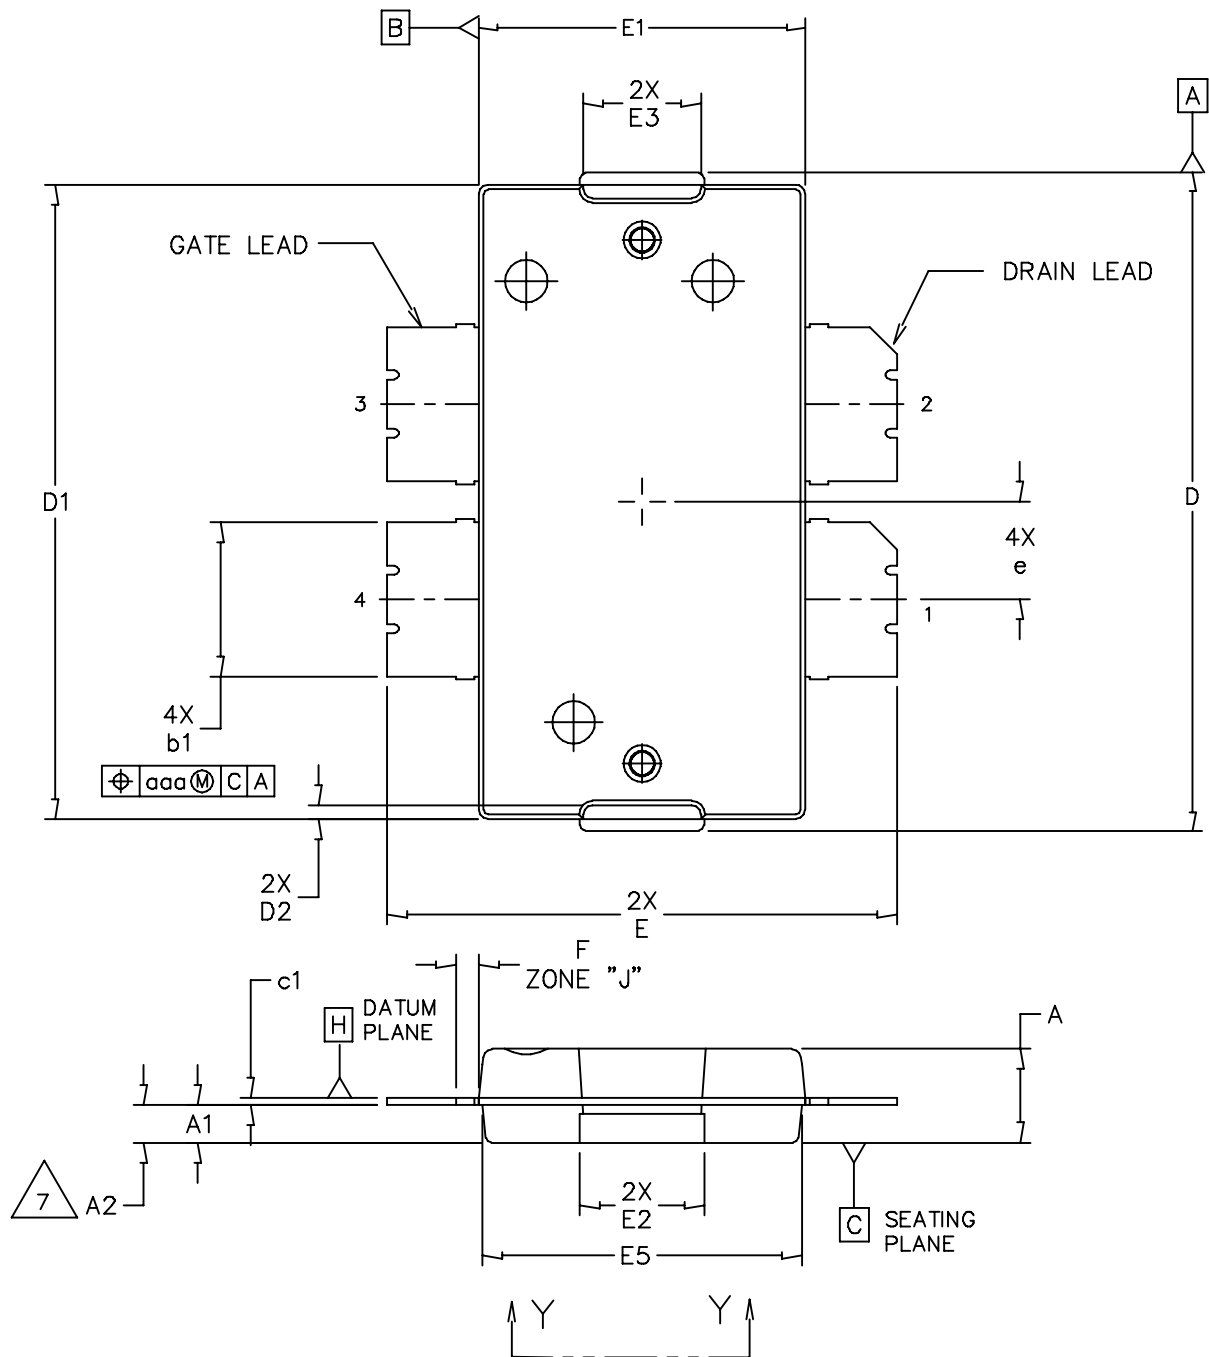 B
E1
2X
E3
A
GATE LEAD
DRAIN LEAD
3
2
D1
D
4X
e
4
1
4X
b1
aaa Ⓜ C A
2X
D2
2X
E
F
ZONE "J"
c1
H
DATUM
PLANE
A
A1
7
A2
2X
E2
C
SEATING
PLANE
E5
Y
Y